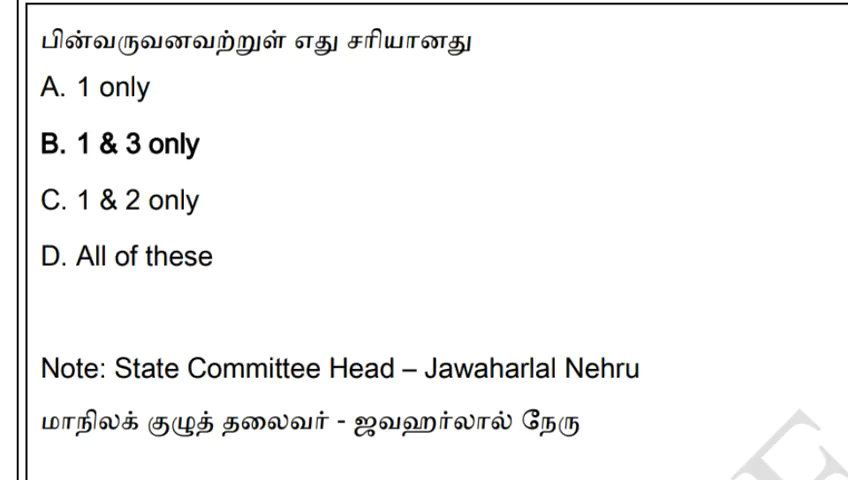 பின்வருவனவற்றுள் எது சரியானது
A. 1 only
B. 1 & 3 only
C. 1 & 2 only
D. All of these
Note: State Committee Head – Jawaharlal Nehru
மாநிலக் குழுத் தலைவர் - ஜவஹர்லால் நேரு